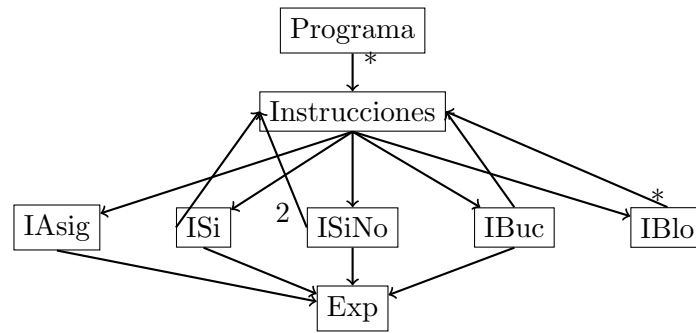 Programa
*
Instrucciones
*
2
IAsig
ISi
ISiNo
IBuc
IBlo
Exp